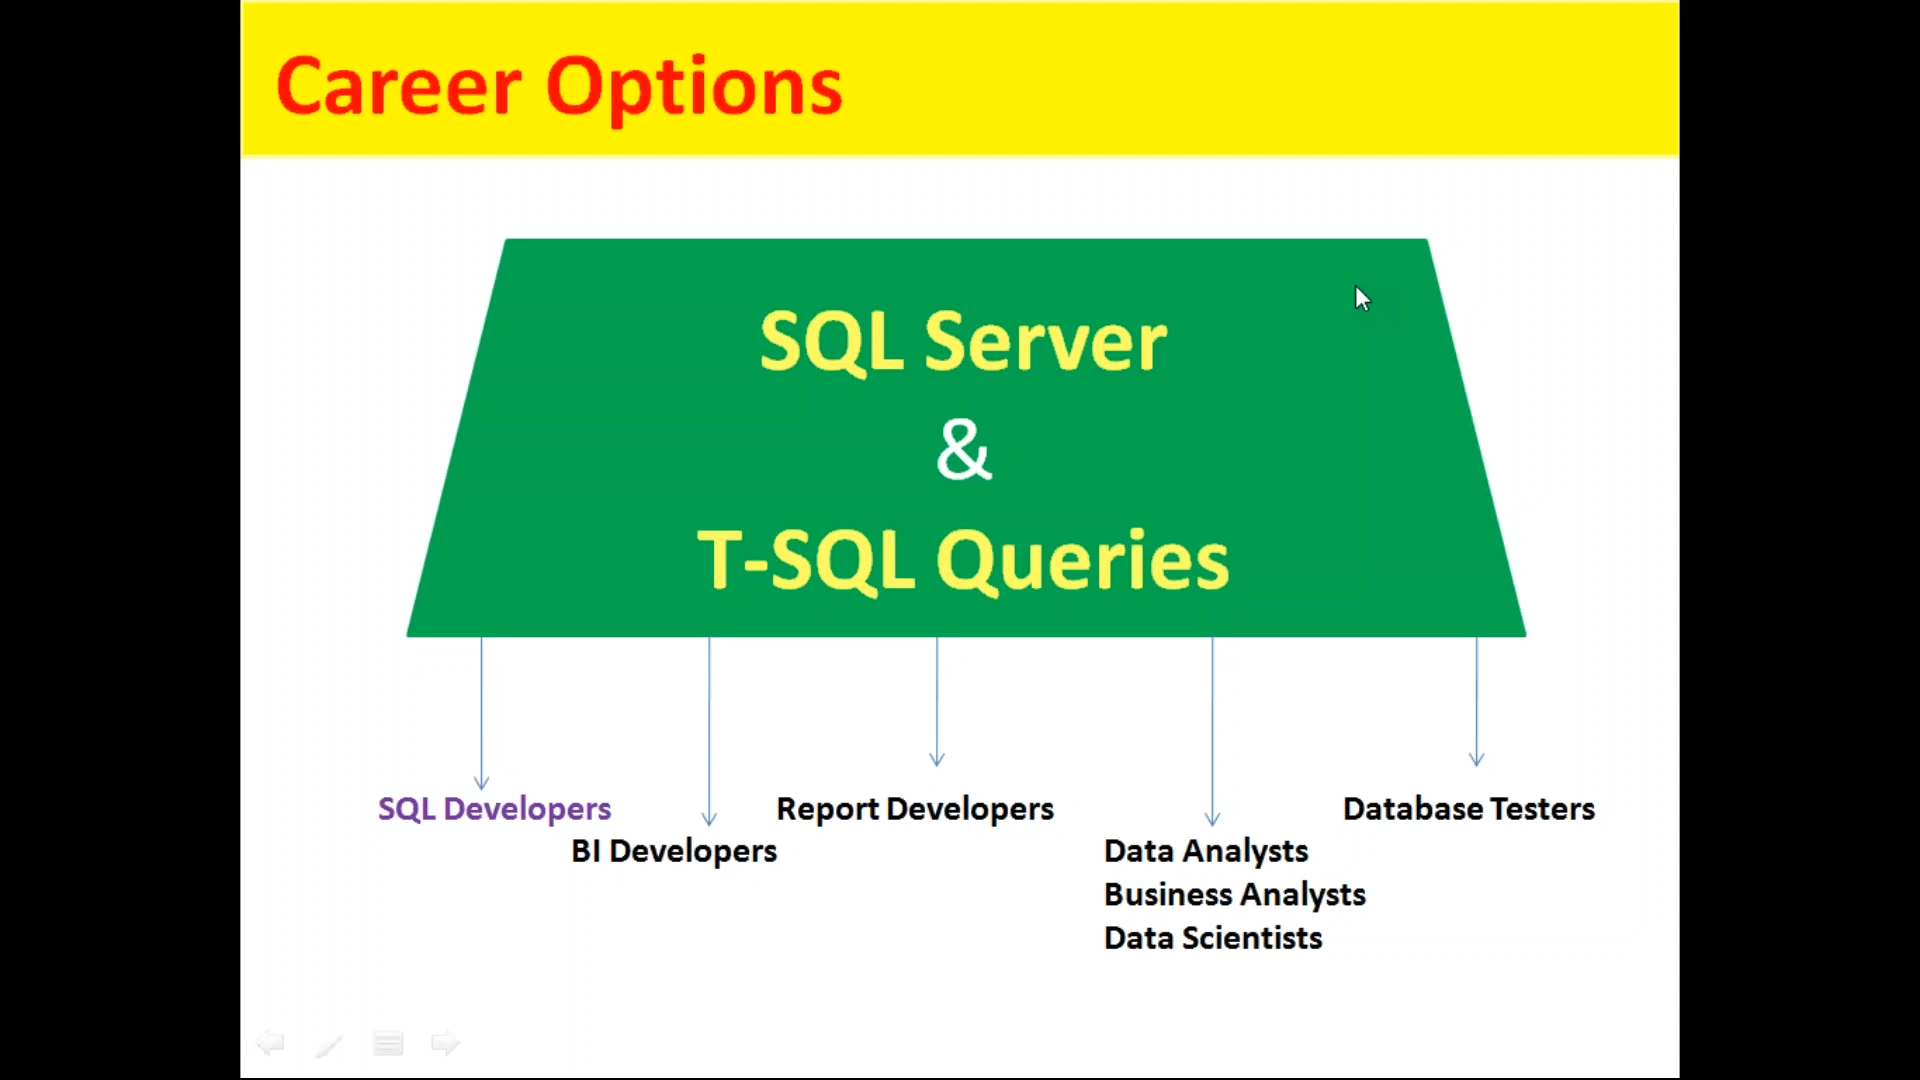 Career Options
SQL Server
&
T-SQL Queries
SQL Developers
BI Developers
Report Developers
Data Analysts
Business Analysts
Data Scientists
Database Testers